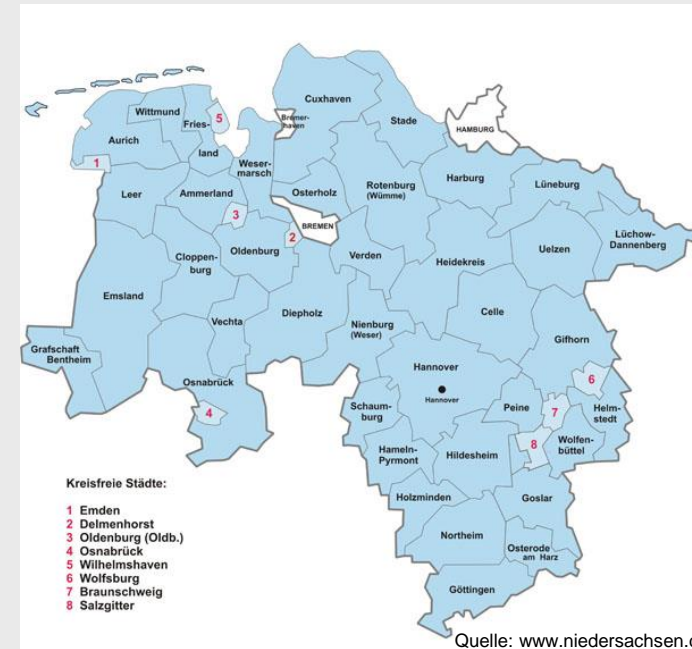 Cuxhaven
Wittmund
Fries-
land
5
Bremer-
haven
Stade
HAMBURG
Aurich
1
Weser-
marsch
Leer
Ammerland
Osterholz
Rotenburg
(Wümme)
Harburg
Lüneburg
3
BREMEN
2
Oldenburg
Verden
Lüchow-
Dannenberg
Uelzen
Cloppen-
burg
Heidekreis
Emsland
Vechta
Diepholz
Celle
Nienburg
(Weser)
Gifhorn
Grafschaft
Bentheim
Hannover
Hannover
Osnabrück
4
6
Schaum-
burg
Peine
7
Helm-
stedt
8
Wolfen-
büttel
Hameln-
Pyrmont
Hildesheim
Holzminden
Goslar
Northeim
Osterode
am Harz
Göttingen
Kreisfreie Städte:
1 Emden
2 Delmenhorst
3 Oldenburg (Oldb.)
4 Osnabrück
5 Wilhelmshaven
6 Wolfsburg
7 Braunschweig
8 Salzgitter
Quelle: www.niedersachsen.